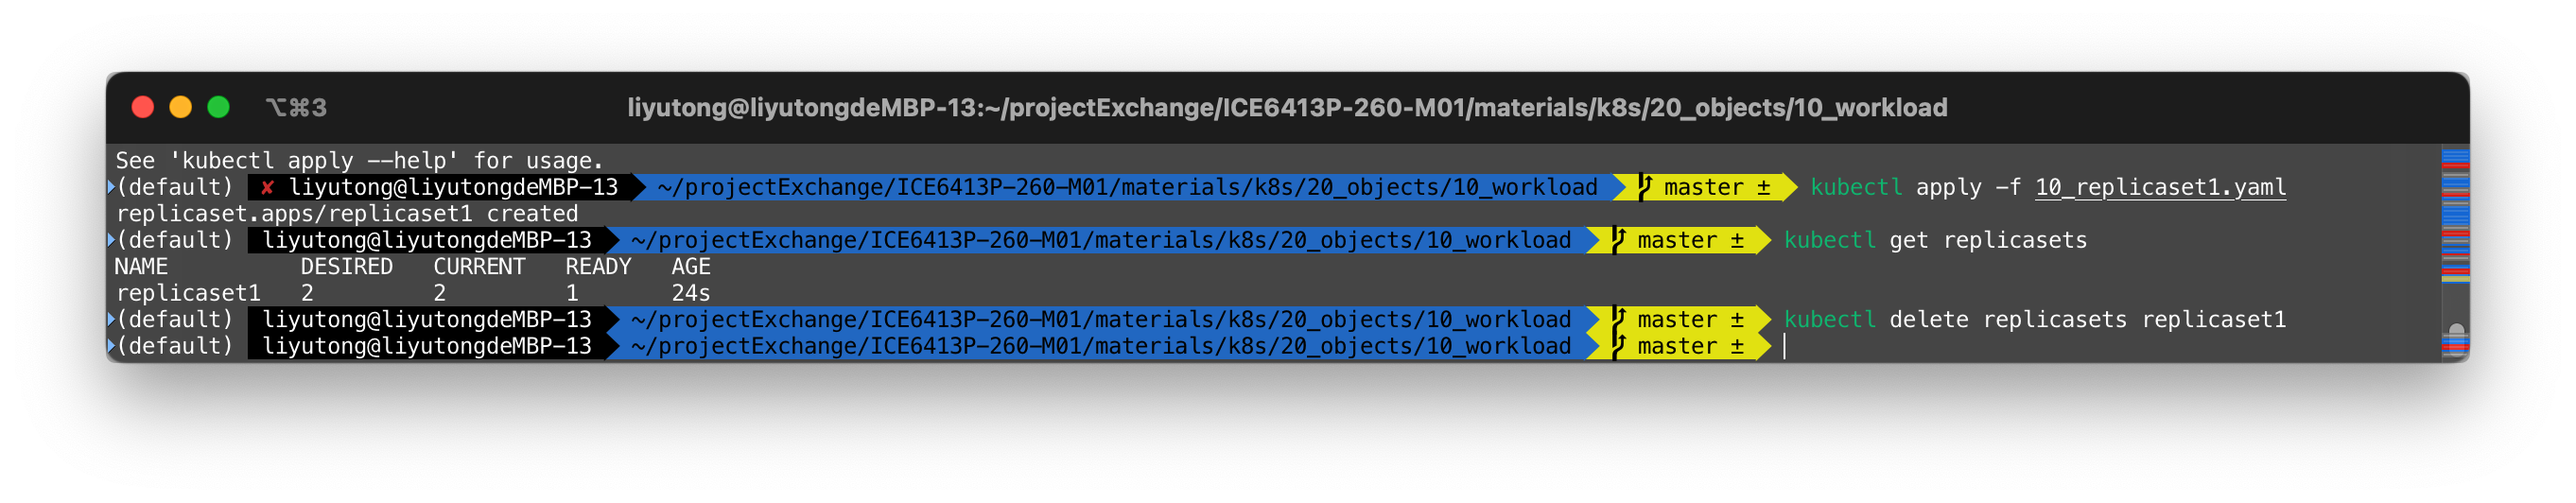 ⌥⌘3 liyutong@liyutongdeMBP-13:~/projectExchange/ICE6413P-260-M01/materials/k8s/20_objects/10_workload
See 'kubectl apply --help' for usage.
(default) ✘ liyutong@liyutongdeMBP-13 ~/projectExchange/ICE6413P-260-M01/materials/k8s/20_objects/10_workload master ± kubectl apply -f 10_replicaset1.yaml
replicaset.apps/replicaset1 created
(default) liyutong@liyutongdeMBP-13 ~/projectExchange/ICE6413P-260-M01/materials/k8s/20_objects/10_workload master ± kubectl get replicasets
NAME DESIRED CURRENT READY AGE
replicaset1 2 2 1 24s
(default) liyutong@liyutongdeMBP-13 ~/projectExchange/ICE6413P-260-M01/materials/k8s/20_objects/10_workload master ± kubectl delete replicasets replicaset1
(default) liyutong@liyutongdeMBP-13 ~/projectExchange/ICE6413P-260-M01/materials/k8s/20_objects/10_workload master ±